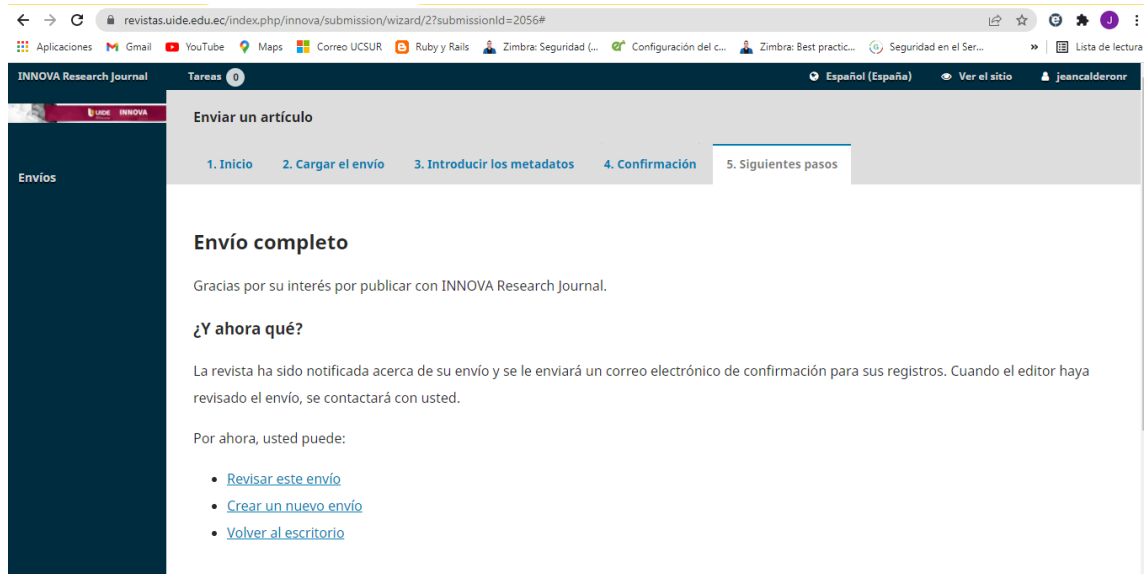 revistas.uide.edu.ec/index.php/innova/submission/wizard/2?submissionId=2056#
J
Aplicaciones Gmail YouTube Maps Correo UCSUR Ruby y Rails Zimbra: Seguridad (... Configuración del c... Zimbra: Best practic... Seguridad en el Ser... » Lista de lectura
INNOVA Research Journal Tareas 0 Español (España) Ver el sitio jeancalderonr
UIDE INNOVA
Enviar un artículo
1. Inicio 2. Cargar el envío 3. Introducir los metadatos 4. Confirmación 5. Siguientes pasos
Envíos
Envío completo
Gracias por su interés por publicar con INNOVA Research Journal.
¿Y ahora qué?
La revista ha sido notificada acerca de su envío y se le enviará un correo electrónico de confirmación para sus registros. Cuando el editor haya
revisado el envío, se contactará con usted.
Por ahora, usted puede:
• Revisar este envío
• Crear un nuevo envío
• Volver al escritorio